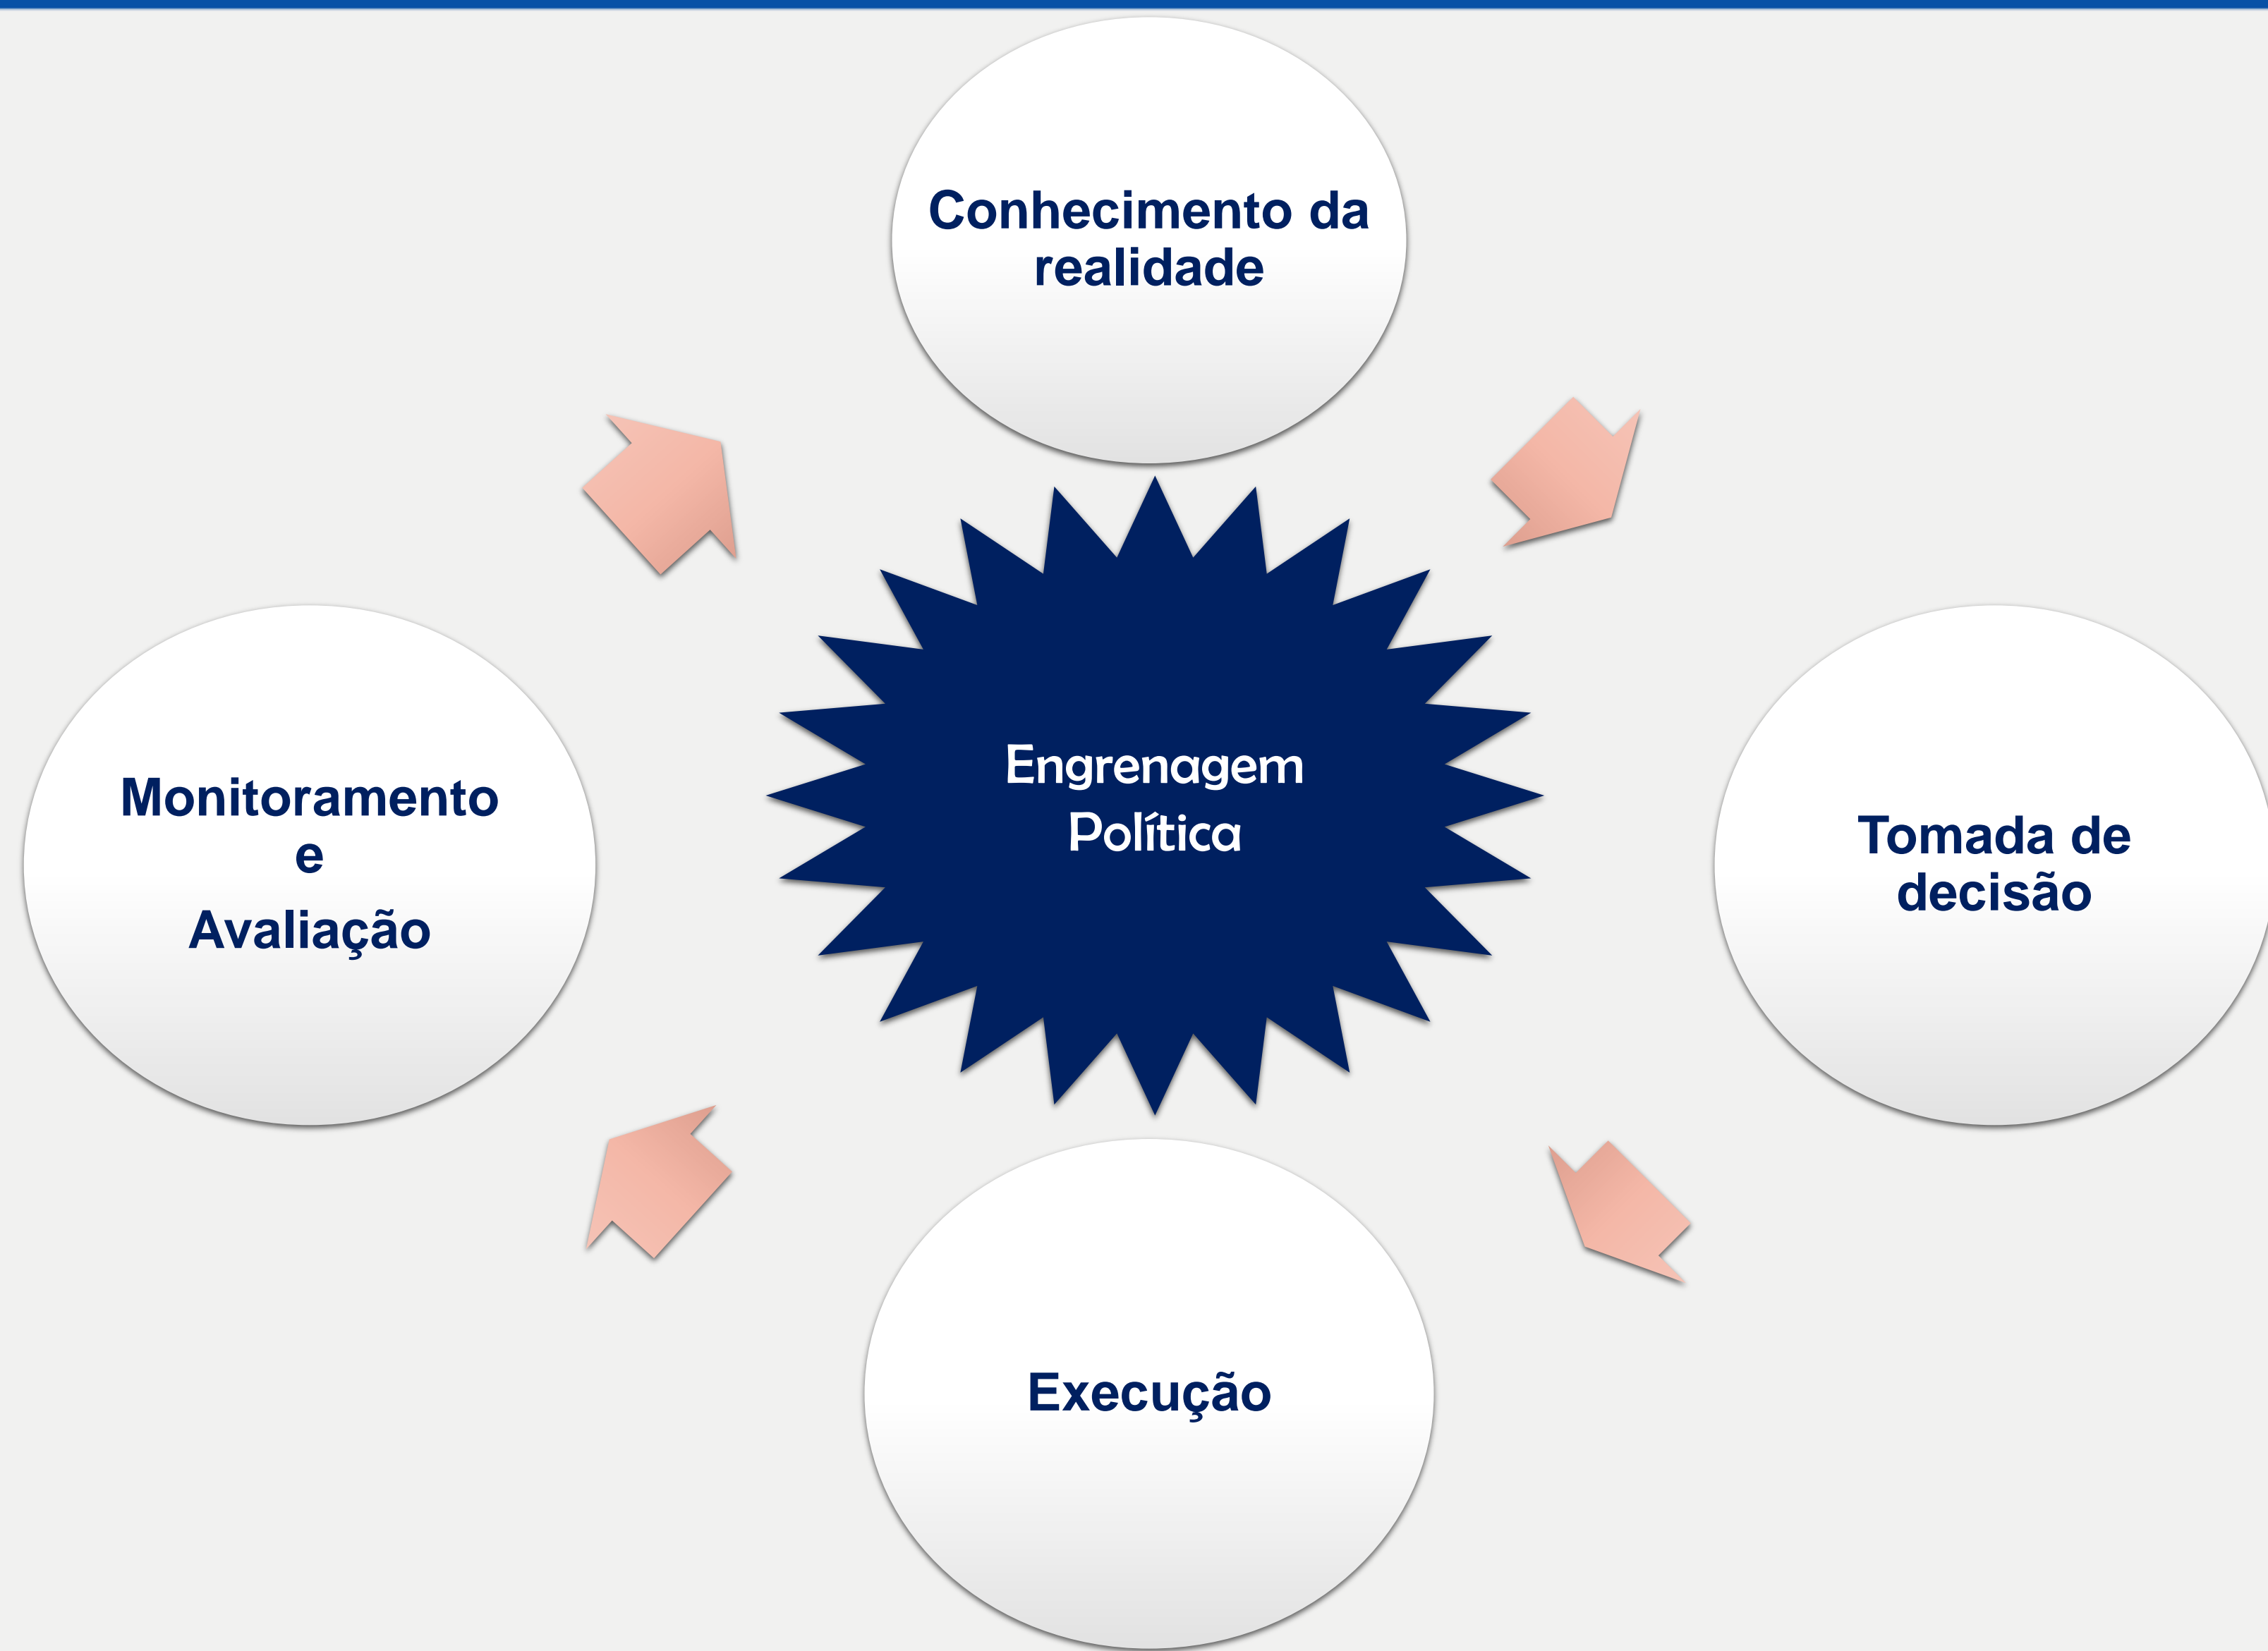 Conhecimento da
realidade
Engrenagem
Política
Monitoramento
e
Avaliação
Tomada de
decisão
Execução